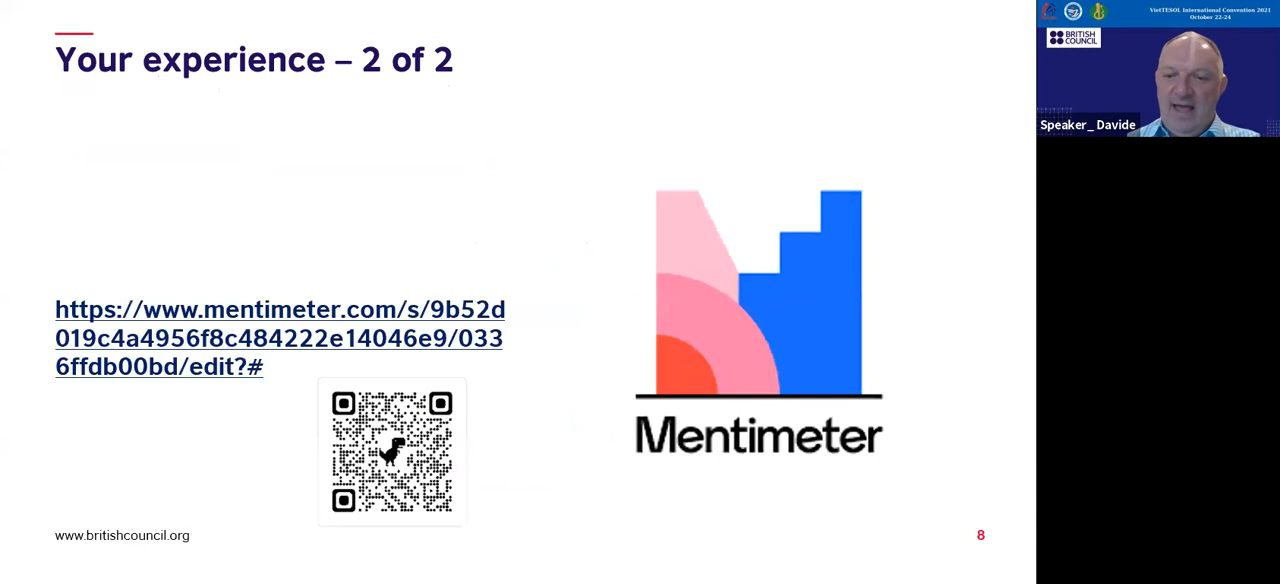 Your experience – 2 of 2
https://www.mentimeter.com/s/9b52d
019c4a4956f8c484222e14046e9/033
6ffdb00bd/edit?#
Mentimeter
www.britishcouncil.org
8
VietTESOL International Convention 2021
October 22-24
BRITISH
COUNCIL
Speaker_ Davide